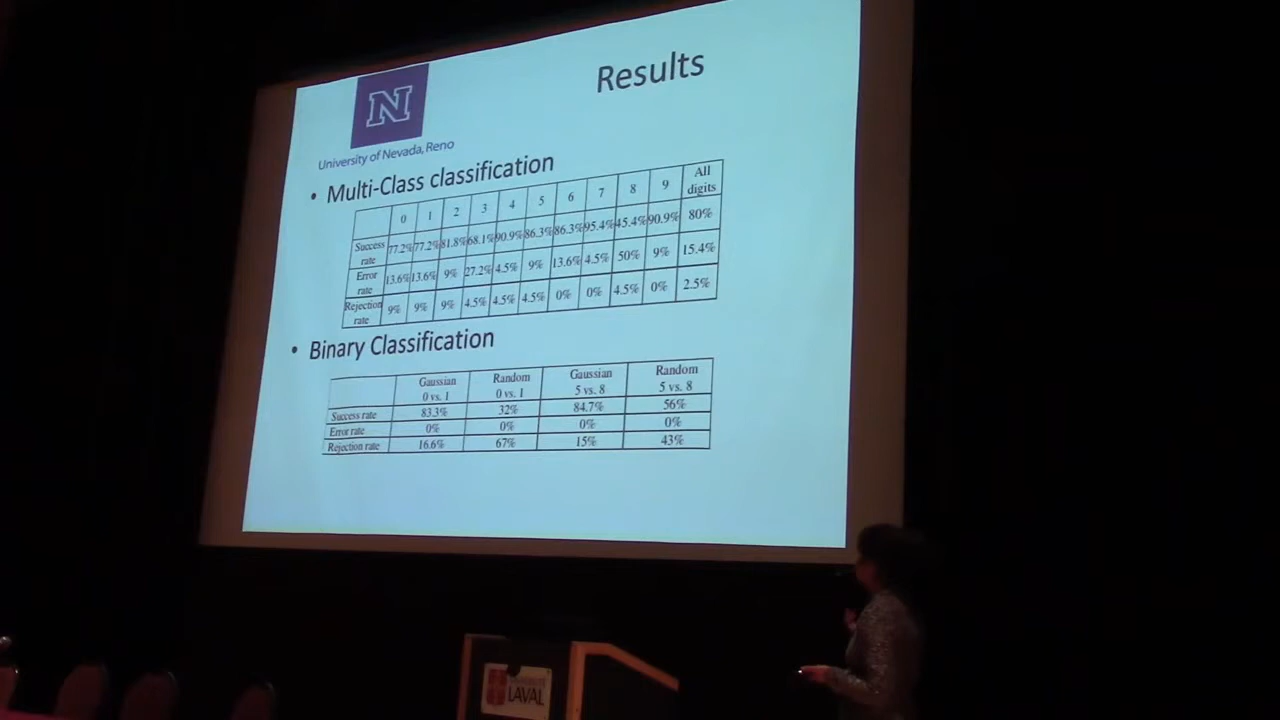 Results
N
University of Nevada, Reno
• Multi-Class classification
0 1 2 3 4 5 6 7 8 9 All digits
Success rate 77.2% 77.2% 81.8% 68.1% 90.9% 86.3% 86.3% 95.4% 45.4% 90.9% 80%
Error rate 13.6% 13.6% 9% 27.2% 4.5% 9% 13.6% 4.5% 50% 9% 15.4%
Rejection rate 9% 9% 9% 4.5% 4.5% 4.5% 0% 0% 4.5% 0% 2.5%
• Binary Classification
Gaussian 0 vs. 1 Random 0 vs. 1 Gaussian 5 vs. 8 Random 5 vs. 8
Success rate 83.3% 32% 84.7% 56%
Error rate 0% 0% 0% 0%
Rejection rate 16.6% 67% 15% 43%
UNIVERSITÉ
LAVAL